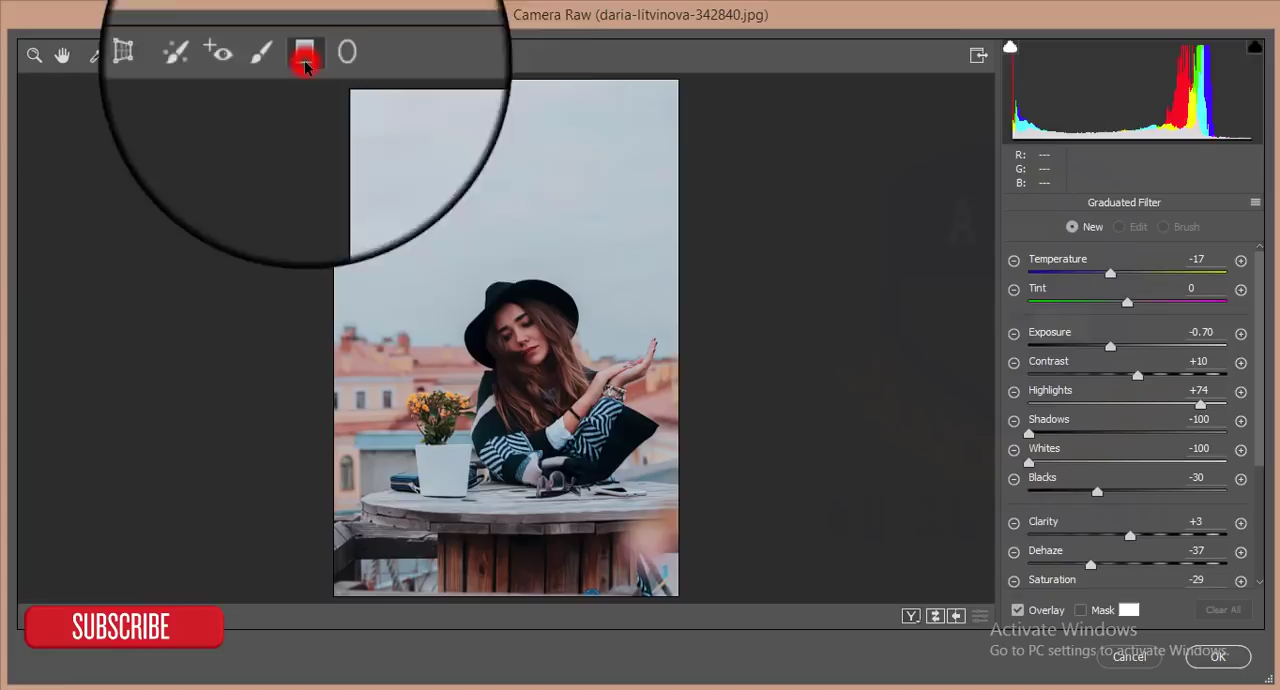 Camera Raw (daria-litvinova-342840.jpg)
R: ---
G: ---
B: ---
Graduated Filter
New Edit Brush
Temperature -17
Tint 0
Exposure -0.70
Contrast +10
Highlights +74
Shadows -100
Whites -100
Blacks -30
Clarity +3
Dehaze -37
Saturation -29
Overlay Mask Clear All
Y
SUBSCRIBE
Activate Windows
Go to PC settings to activate Windows.
Cancel OK